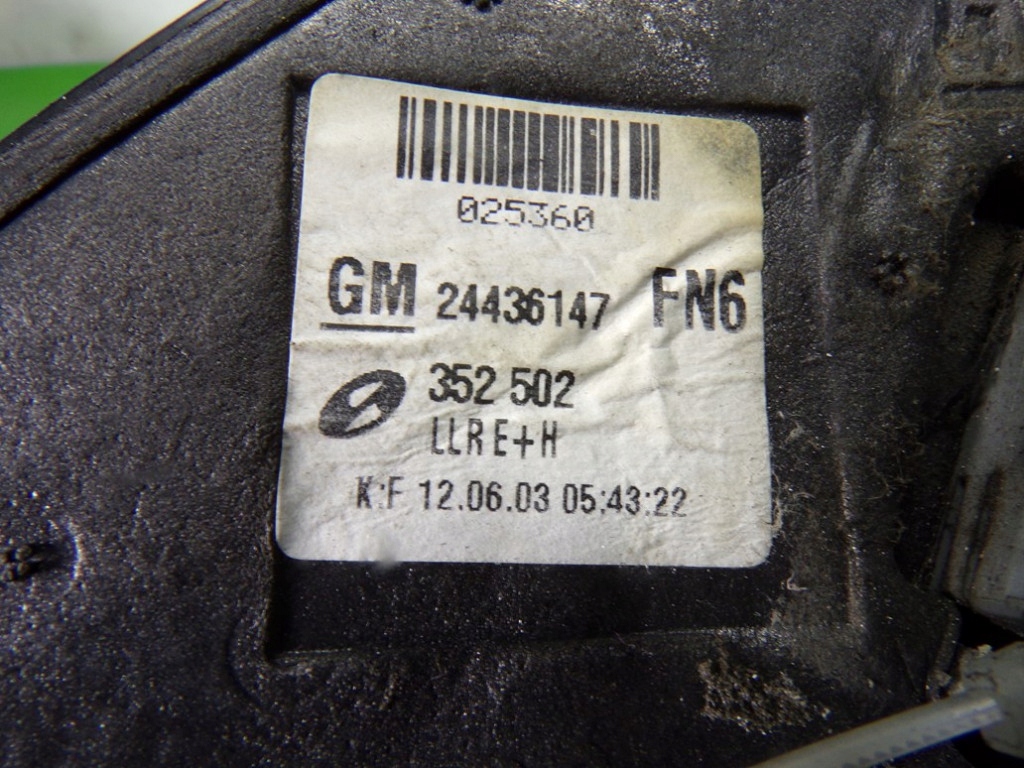 025360
GM 24436147 FN6
352 502
LLR E+H
K:F 12.06.03 05:43:22